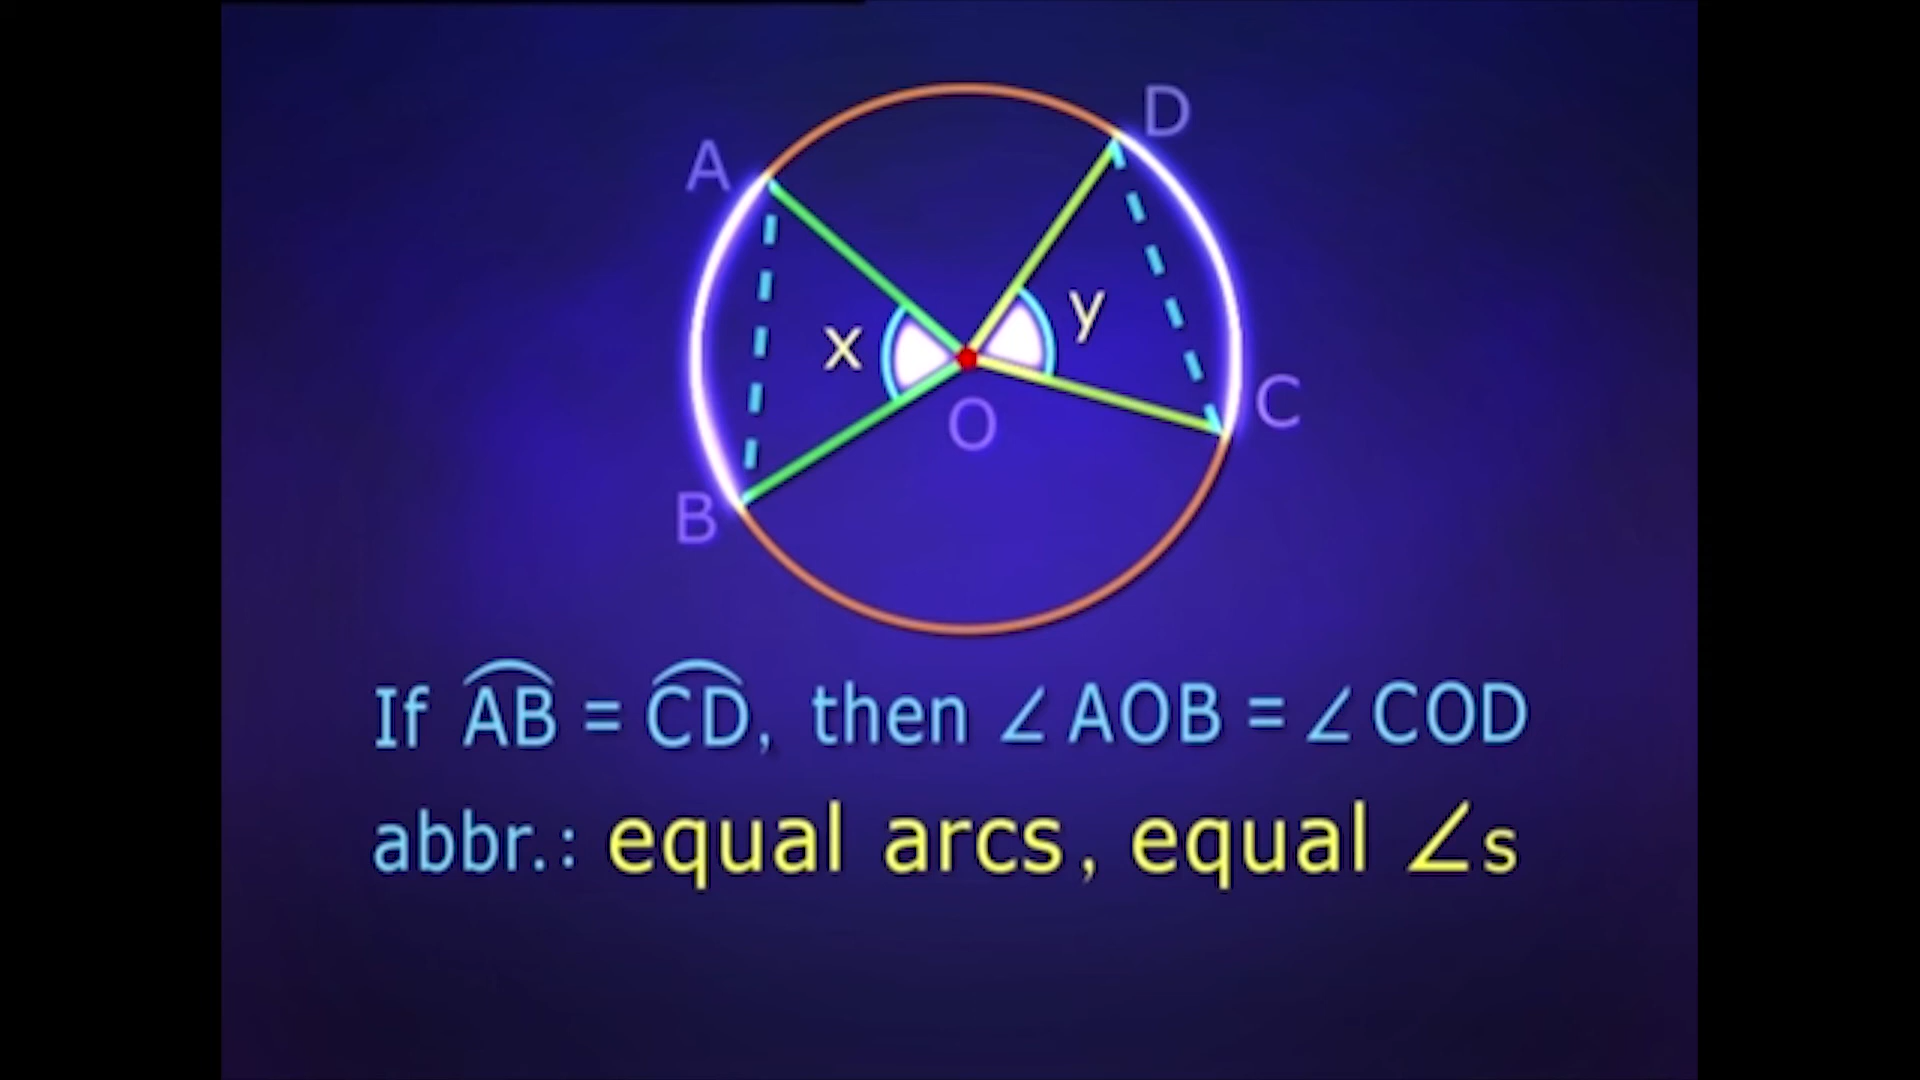 D
A
y
x
C
O
B
If ⌢AB = ⌢CD, then ∠AOB = ∠COD
abbr.: equal arcs, equal ∠s